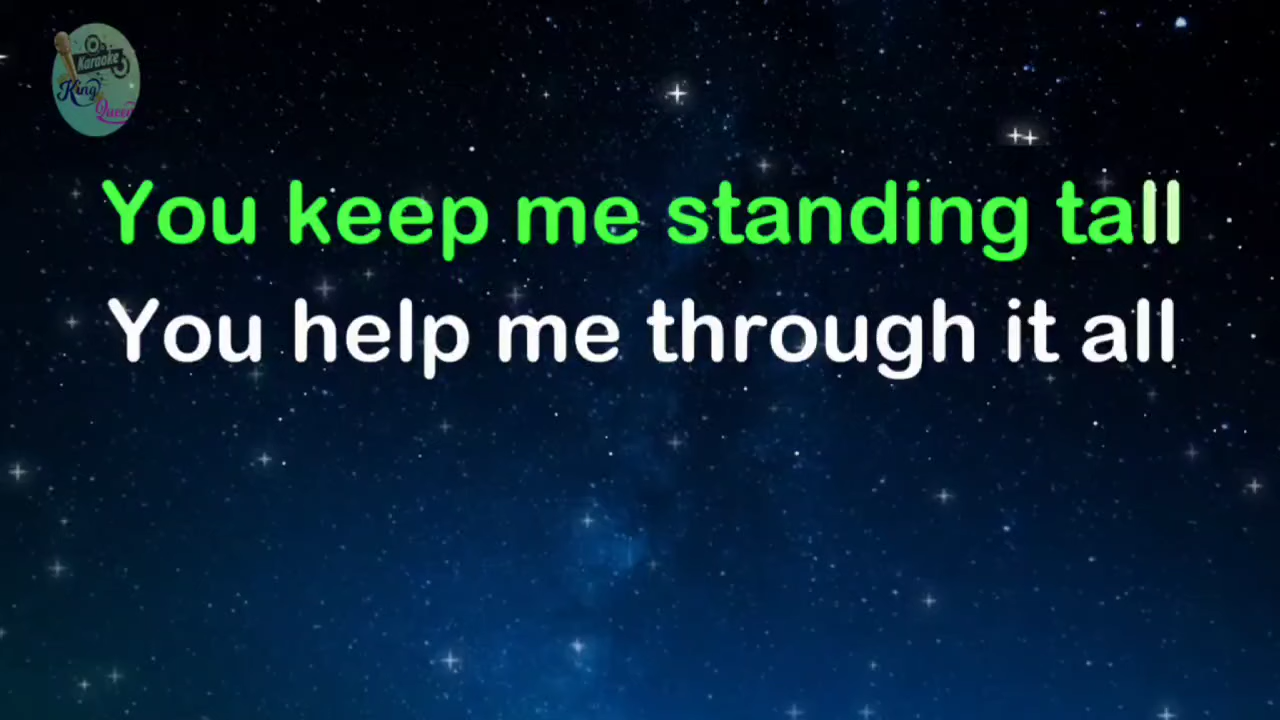 Karaoke
King
Queen
You keep me standing tall
You help me through it all